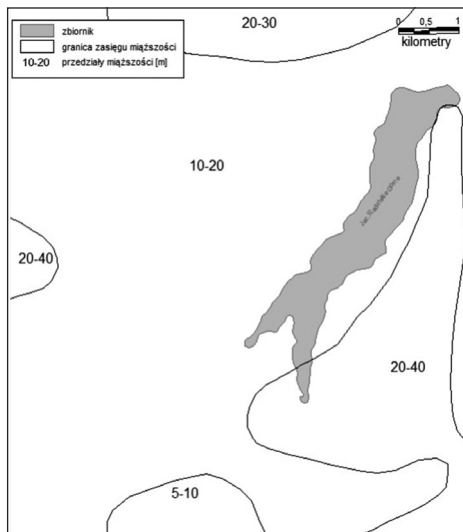 20-30
zbiornik
granica zasięgu miąższości
10-20 przedziały miąższości [m]
0 0,5 1
kilometry
10-20
20-40
20-40
5-10